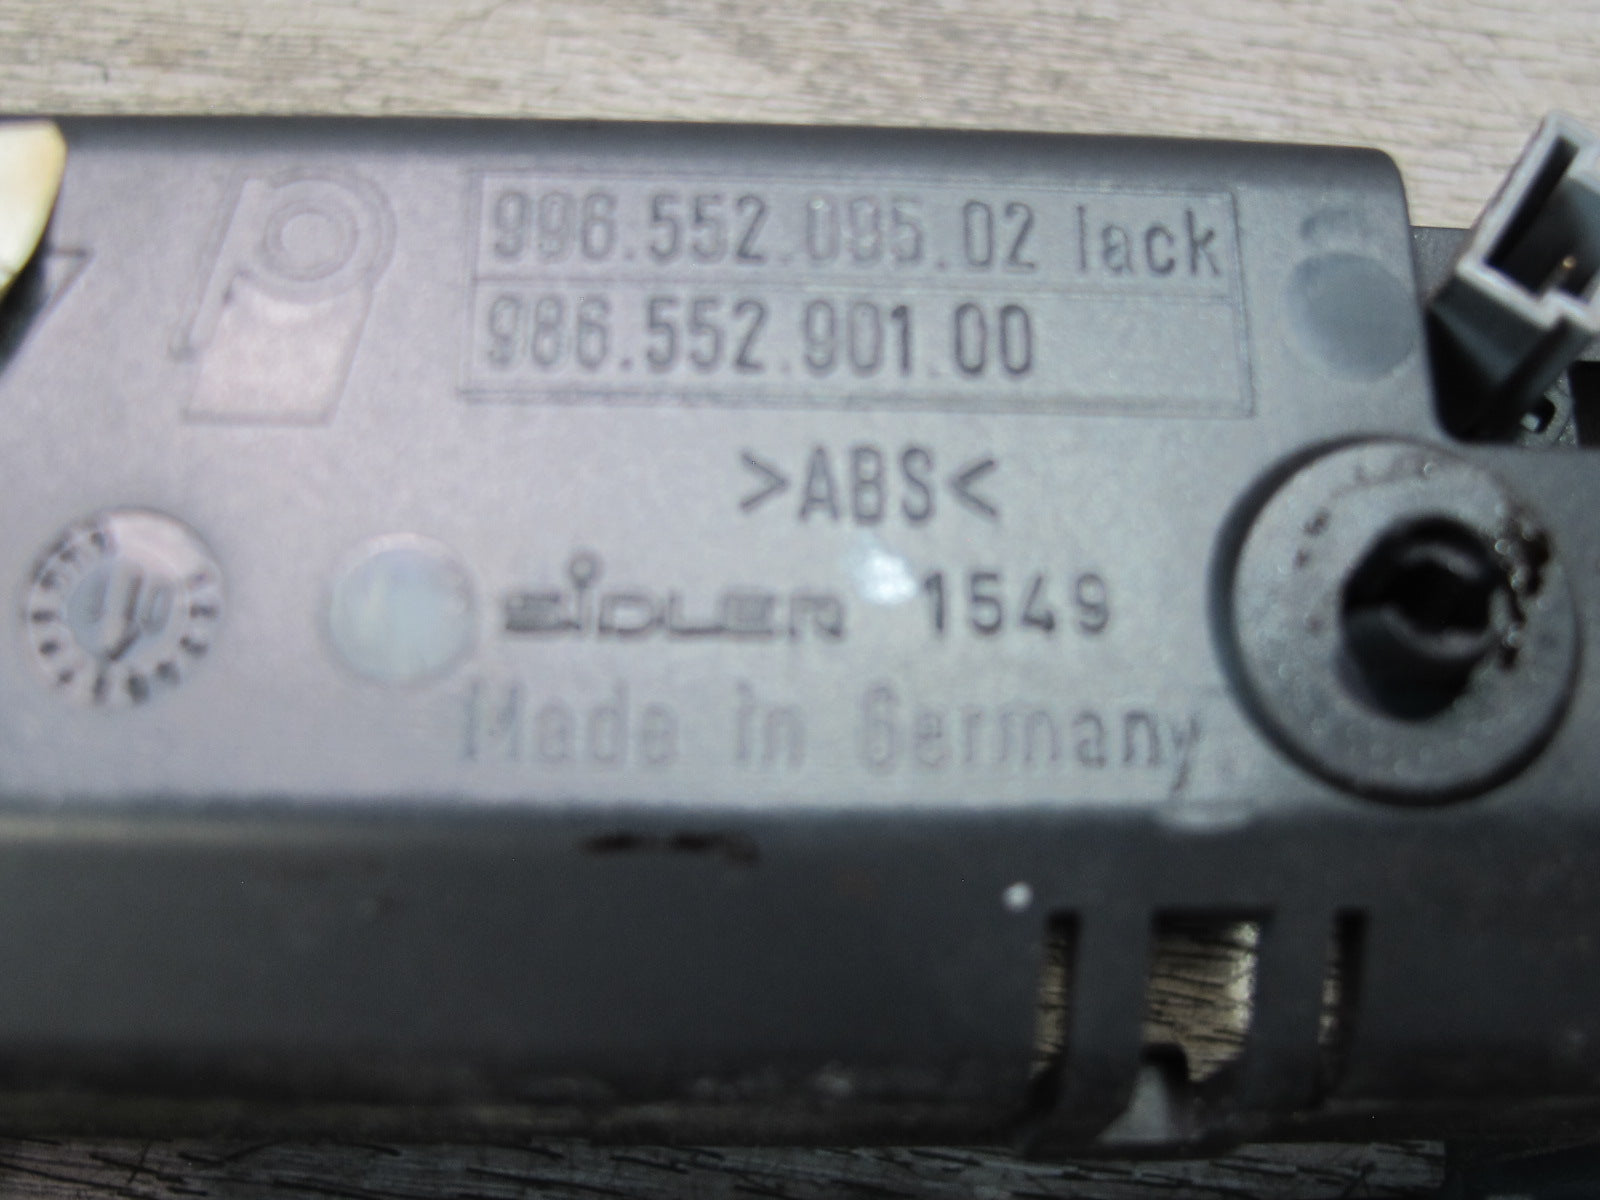 996.552.095.02 lack
986.552.901.00
>ABS<
SiDLER 1549
Made in Germany